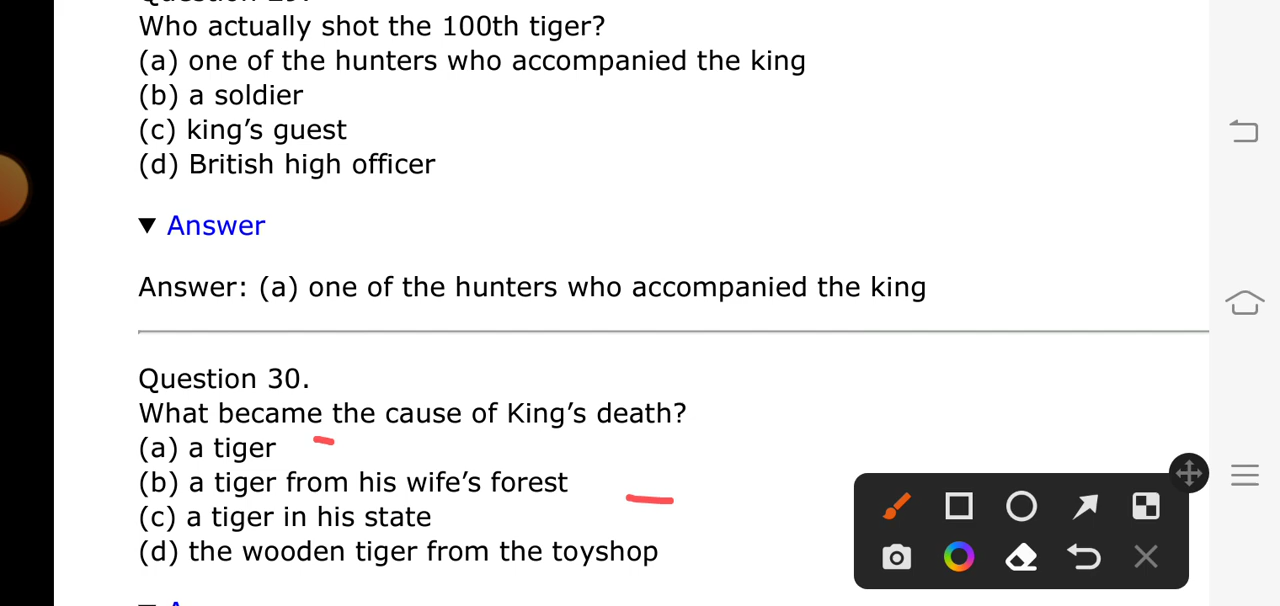 Who actually shot the 100th tiger?
(a) one of the hunters who accompanied the king
(b) a soldier
(c) king’s guest
(d) British high officer
▼ Answer
Answer: (a) one of the hunters who accompanied the king
Question 30.
What became the cause of King’s death?
(a) a tiger
(b) a tiger from his wife’s forest
(c) a tiger in his state
(d) the wooden tiger from the toyshop